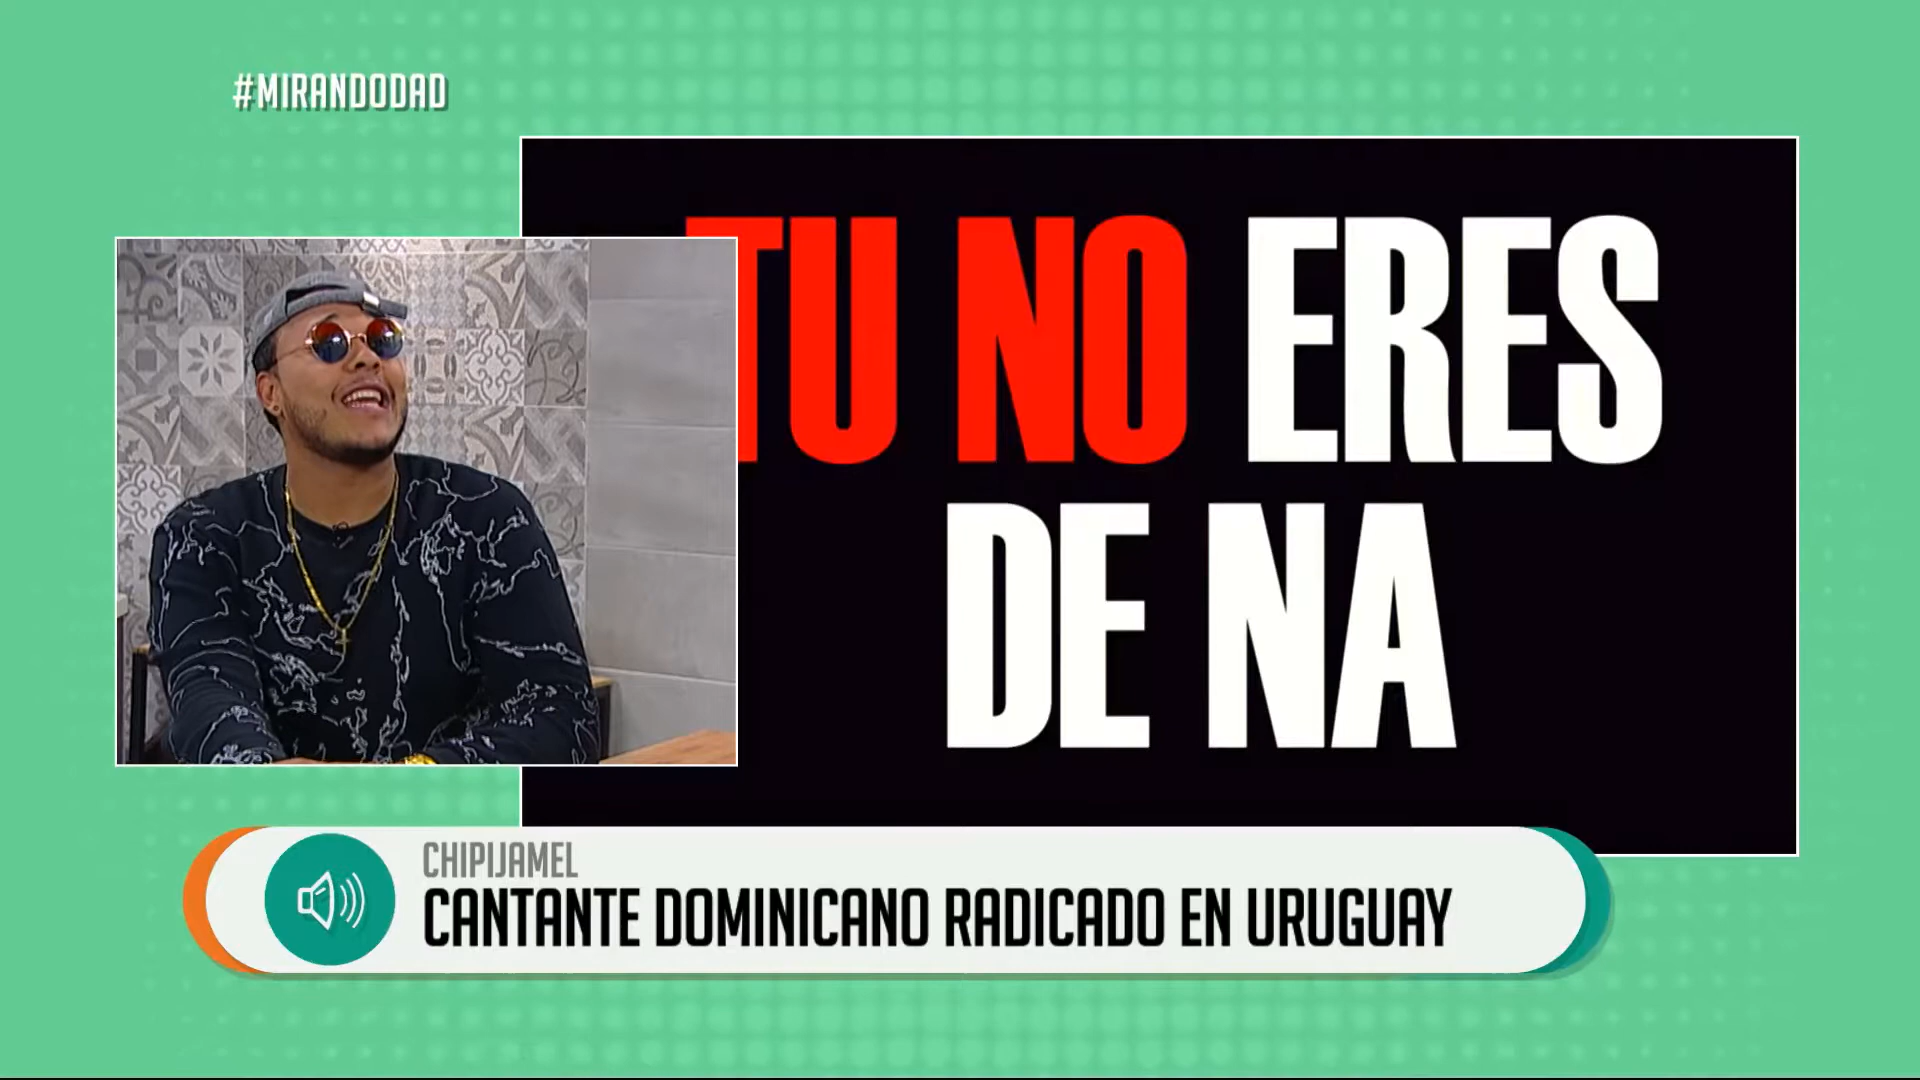 #MIRANDODAD
TU NO ERES
DE NA
CHIPIJAMEL
CANTANTE DOMINICANO RADICADO EN URUGUAY